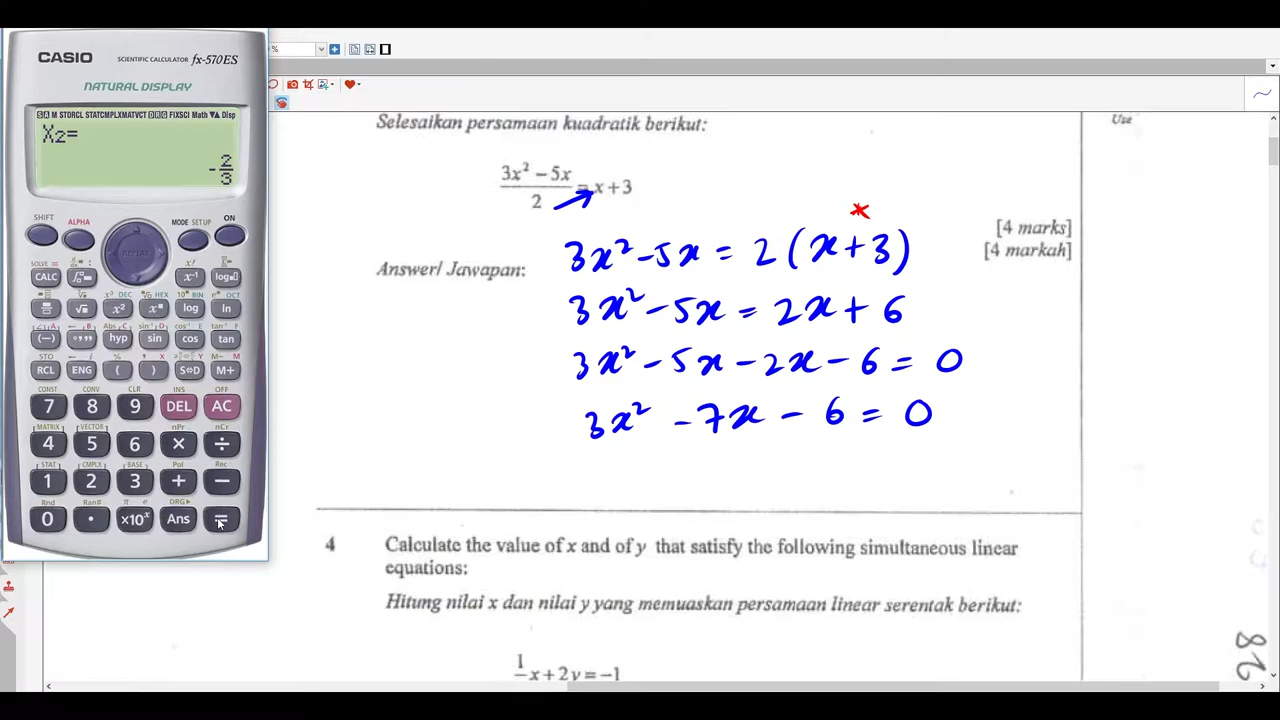 CASIO
SCIENTIFIC CALCULATOR fx-570ES
NATURAL DISPLAY
X₂=
-2/3
SHIFT ALPHA MODE SETUP ON
CALC
x⁻¹ log
x² log ln
(−) hyp sin cos tan
RCL ENG ( ) S⇔D M+
7 8 9 DEL AC
4 5 6 × ÷
1 2 3 + −
0 . ×10ˣ Ans =
%
Selesaikan persamaan kuadratik berikut:
Use
(3x² − 5x)/2 = x + 3
[4 marks]
[4 markah]
Answer/ Jawapan:
3x² - 5x = 2(x+3)
3x² - 5x = 2x + 6
3x² - 5x - 2x - 6 = 0
3x² - 7x - 6 = 0
4 Calculate the value of x and of y that satisfy the following simultaneous linear
equations:
Hitung nilai x dan nilai y yang memuaskan persamaan linear serentak berikut:
1
x + 2y = −1
28